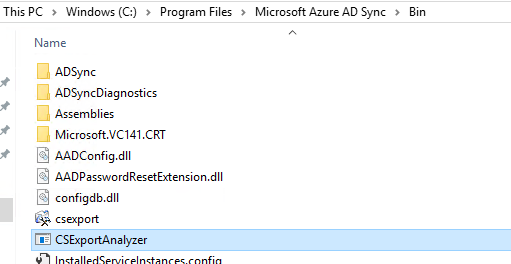 This PC > Windows (C:) > Program Files > Microsoft Azure AD Sync > Bin
Name
ADSync
ADSyncDiagnostics
Assemblies
Microsoft.VC141.CRT
AADConfig.dll
AADPasswordResetExtension.dll
configdb.dll
csexport
CSExportAnalyzer
InstalledServiceInstances.config